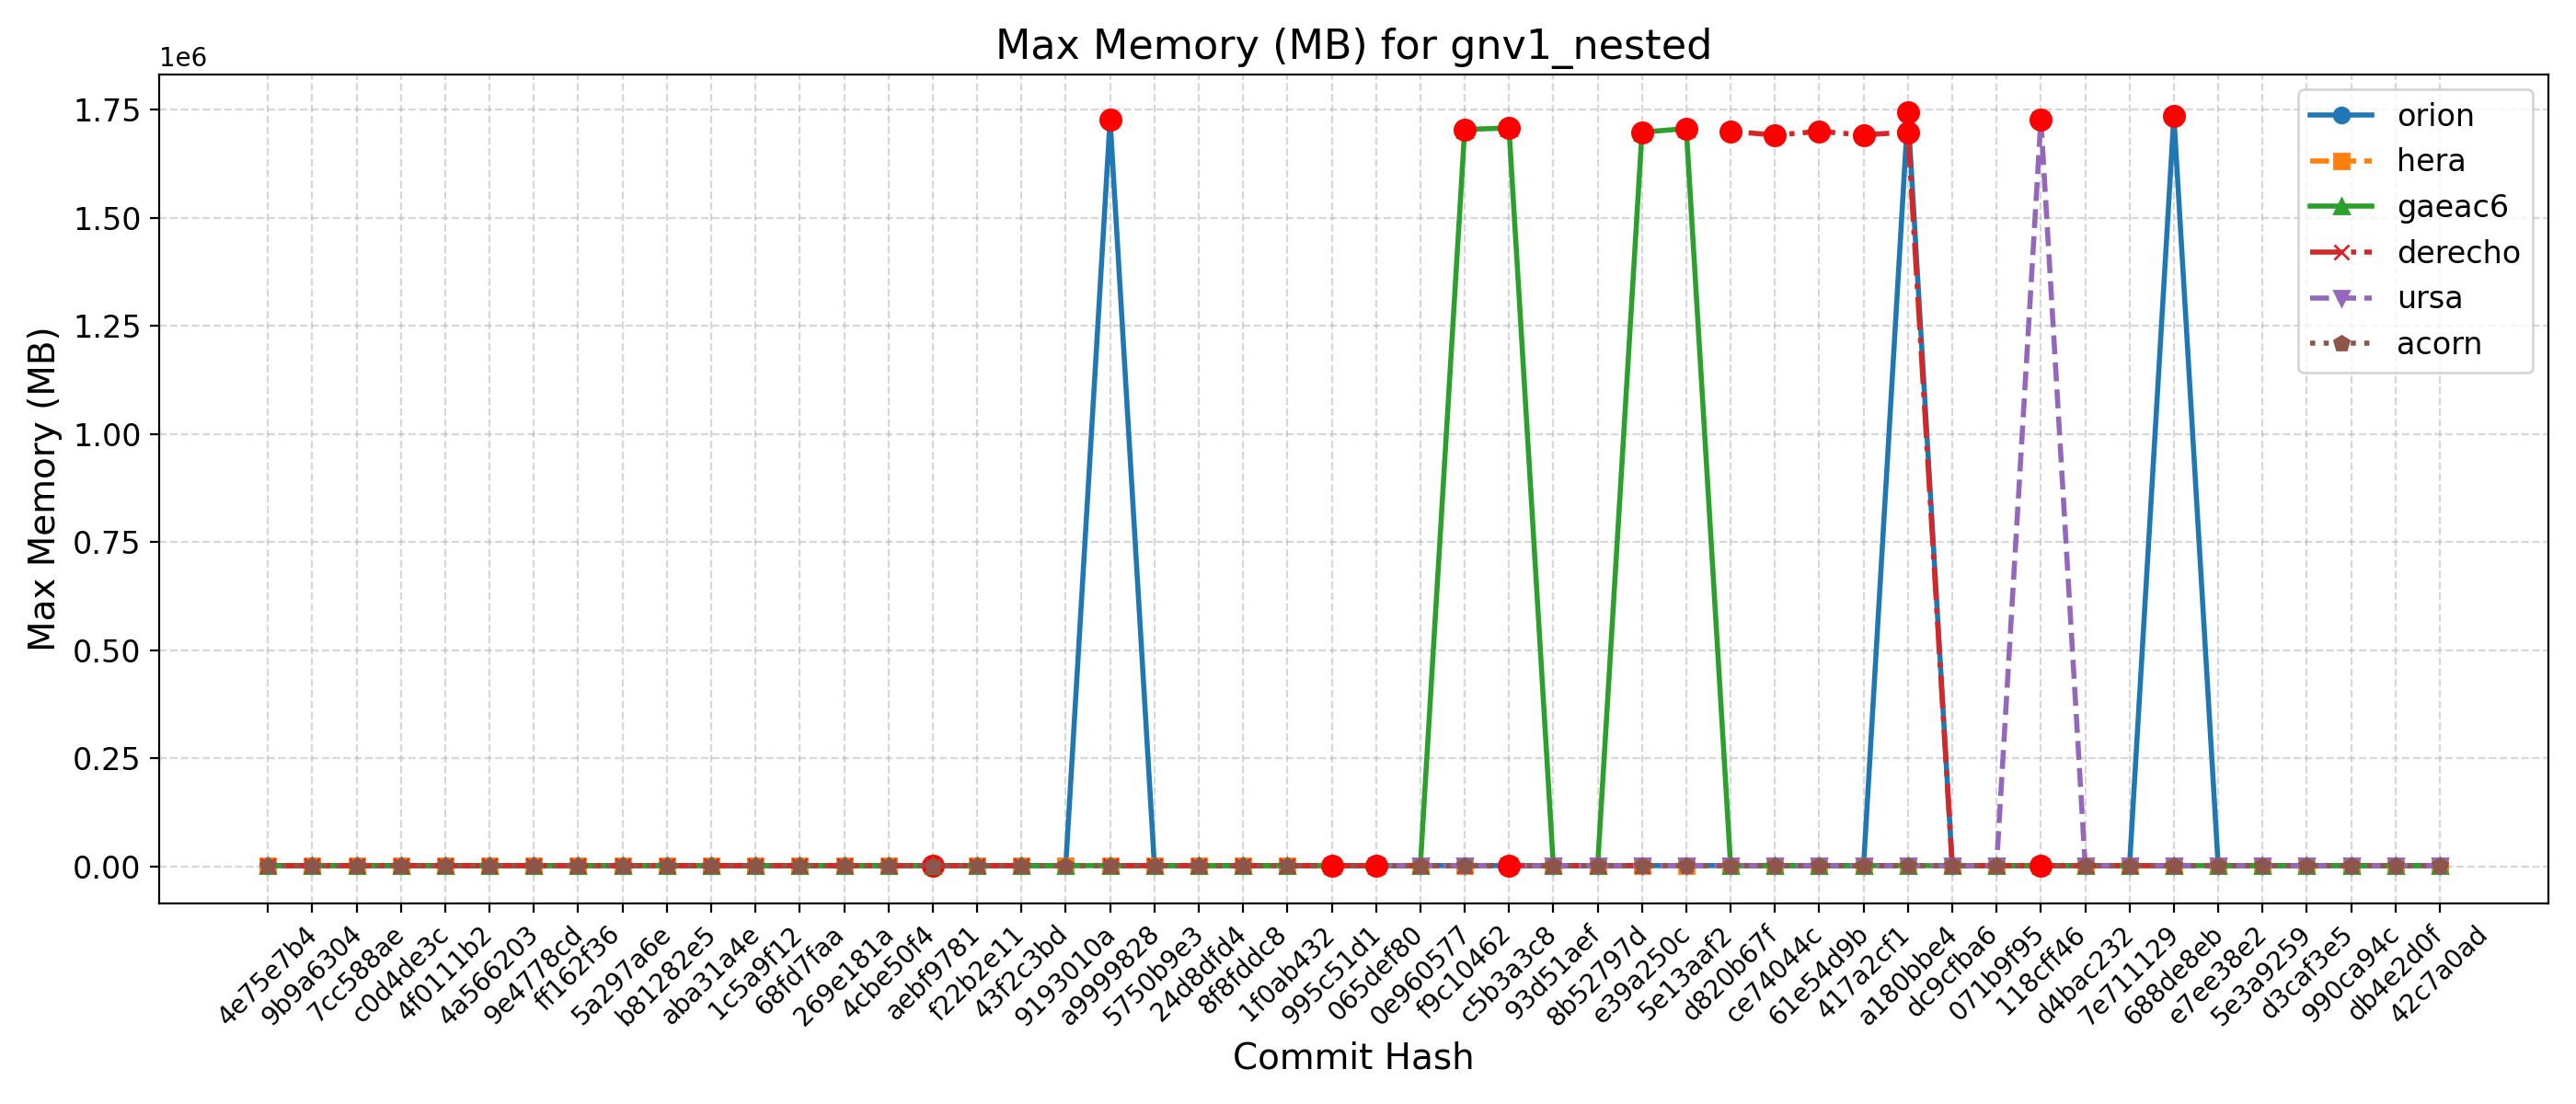 Max Memory (MB) for gnv1_nested
1e6
1.75
1.50
1.25
1.00
0.75
0.50
0.25
0.00
Max Memory (MB)
orion
hera
gaeac6
derecho
ursa
acorn
4e75e7b4
9b9a6304
7cc588ae
c0d4de3c
4f0111b2
4a566203
9e4778cd
ff162f36
5a297a6e
b81282e5
aba31a4e
1c5a9f12
68fd7faa
269e181a
4cbe50f4
aebf9781
f22b2e11
43f2c3bd
9193010a
a9999828
5750b9e3
24d8dfd4
8f8fddc8
1f0ab432
995c51d1
065def80
0e960577
f9c10462
c5b3a3c8
93d51aef
8b52797d
e39a250c
5e13aaf2
d820b67f
ce74044c
61e54d9b
417a2cf1
a180bbe4
dc9cfba6
071b9f95
118cff46
d4bac232
7e711129
688de8eb
e7ee38e2
5e3a9259
d3caf3e5
990ca94c
db4e2d0f
42c7a0ad
Commit Hash